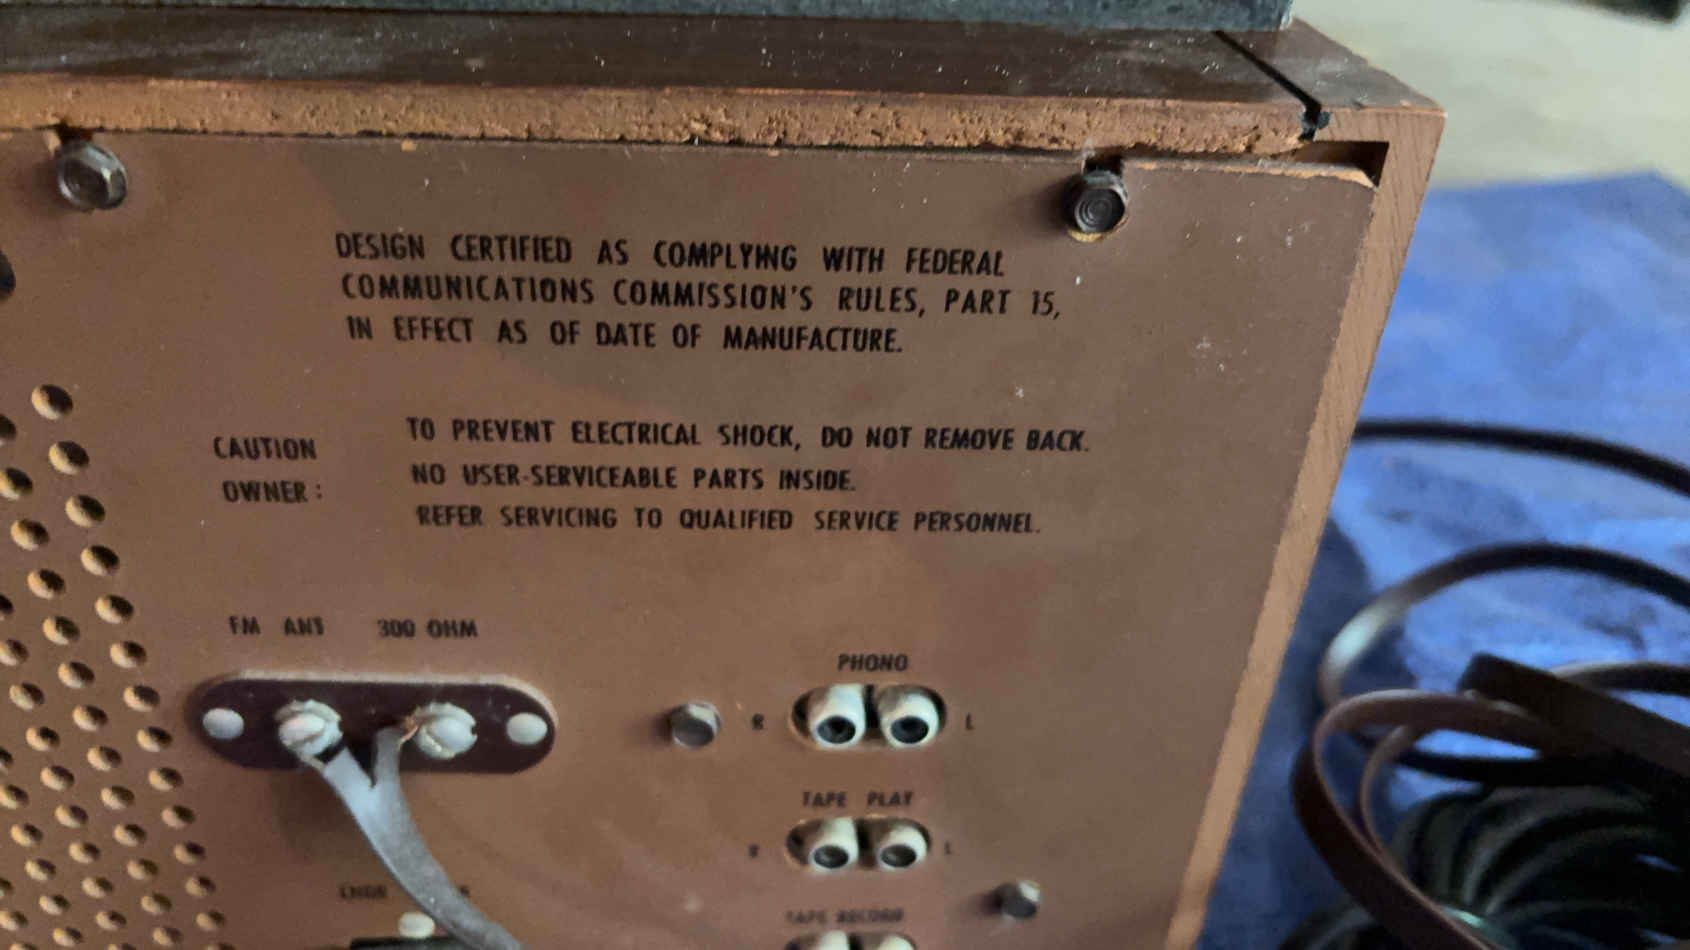 DESIGN CERTIFIED AS COMPLYING WITH FEDERAL
COMMUNICATIONS COMMISSION'S RULES, PART 15,
IN EFFECT AS OF DATE OF MANUFACTURE.
CAUTION
OWNER:
TO PREVENT ELECTRICAL SHOCK, DO NOT REMOVE BACK.
NO USER-SERVICEABLE PARTS INSIDE.
REFER SERVICING TO QUALIFIED SERVICE PERSONNEL.
FM ANT 300 OHM
PHONO
R L
TAPE PLAY
R L
TAPE RECORD